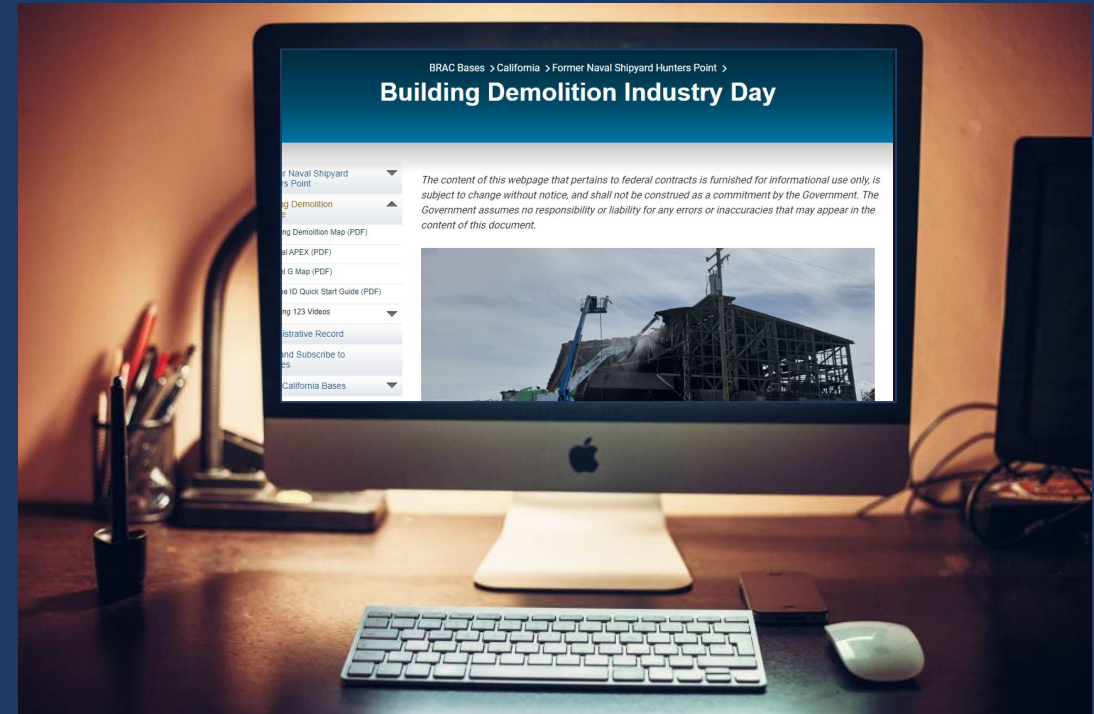 BRAC Bases > California > Former Naval Shipyard Hunters Point >
Building Demolition Industry Day
r Naval Shipyard
rs Point
ng Demolition
e
ng Demolition Map (PDF)
el APEX (PDF)
el G Map (PDF)
e ID Quick Start Guide (PDF)
ng 123 Videos
istrative Record
and Subscribe to
es
California Bases
The content of this webpage that pertains to federal contracts is furnished for informational use only, is
subject to change without notice, and shall not be construed as a commitment by the Government. The
Government assumes no responsibility or liability for any errors or inaccuracies that may appear in the
content of this document.